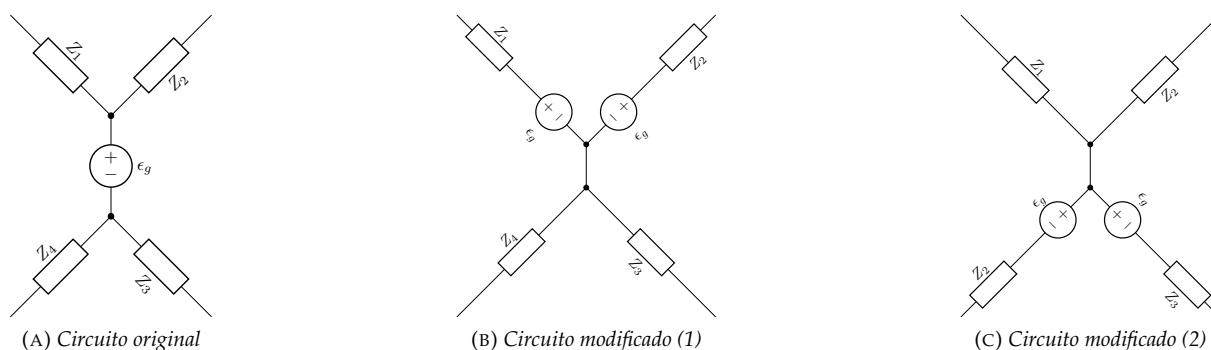 Z1
Z2
+
−
ϵg
Z4
Z3
(A) Circuito original
Z1
Z2
+
−
ϵg
+
−
ϵg
Z4
Z3
(B) Circuito modificado (1)
Z1
Z2
ϵg
+
−
ϵg
+
−
Z2
Z3
(C) Circuito modificado (2)